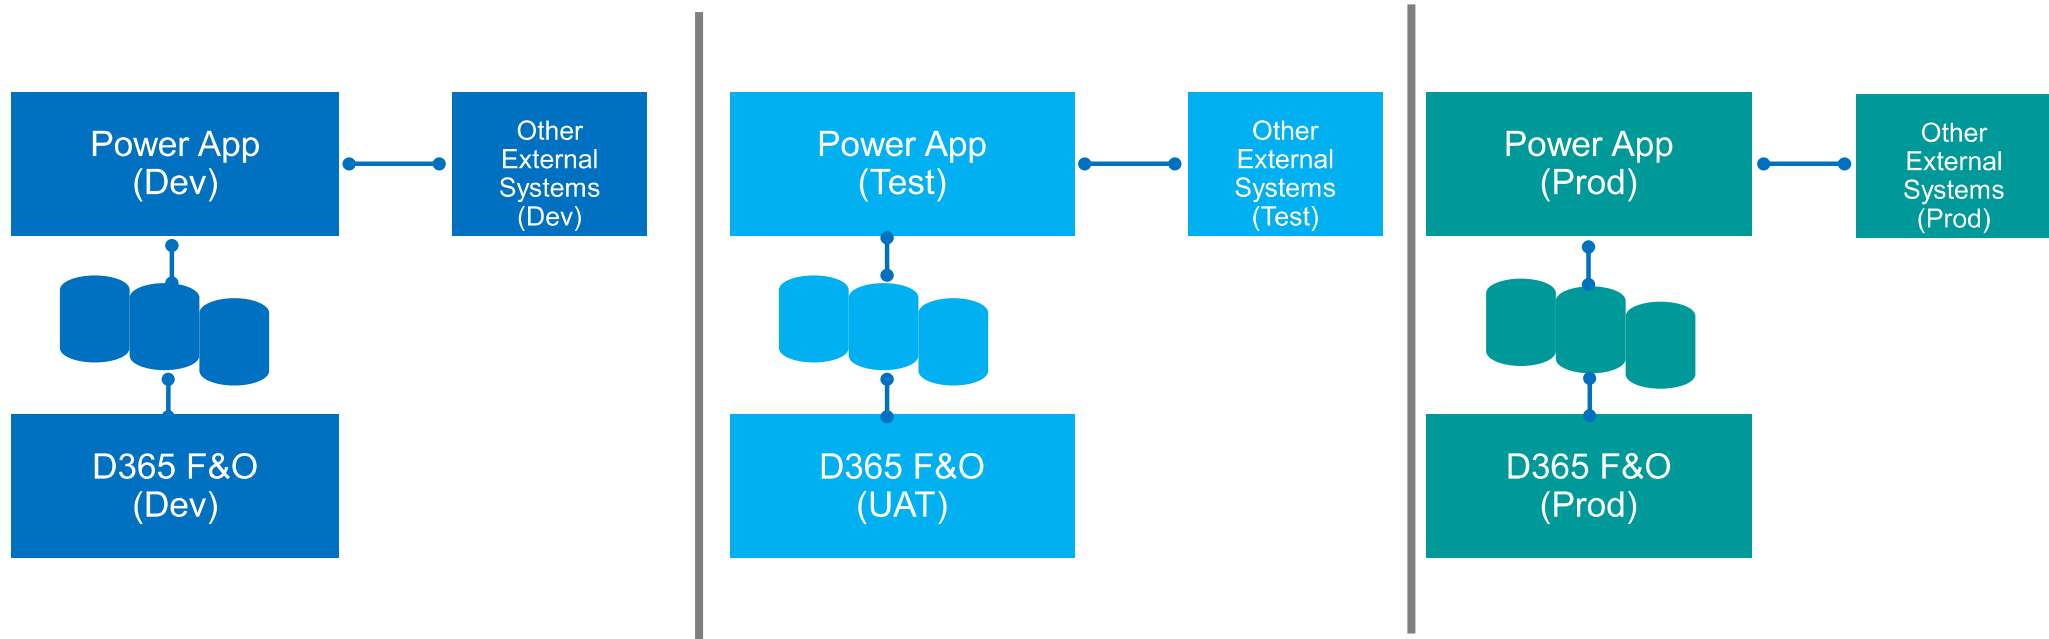 Power App
(Dev)
Other
External
Systems
(Dev)
D365 F&O
(Dev)
Power App
(Test)
Other
External
Systems
(Test)
D365 F&O
(UAT)
Power App
(Prod)
Other
External
Systems
(Prod)
D365 F&O
(Prod)